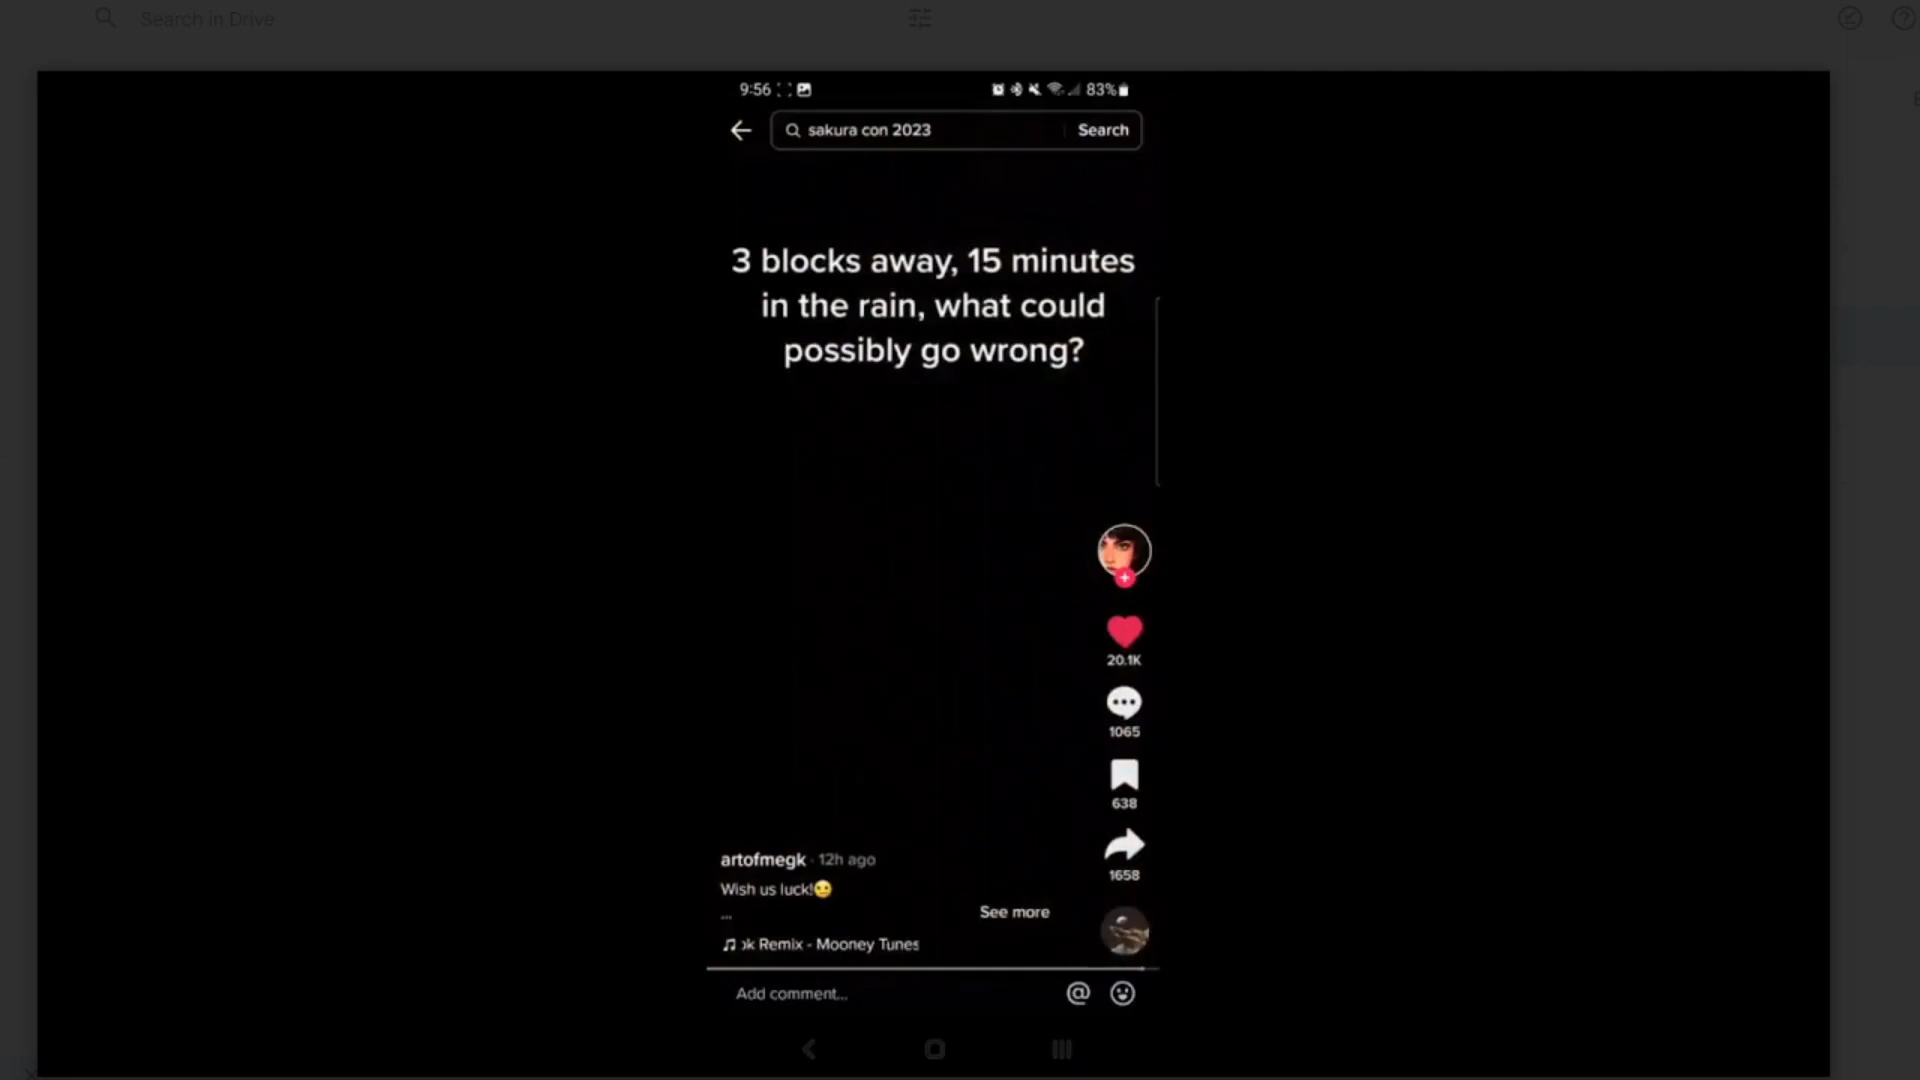 Search in Drive
9:56
83%
sakura con 2023
Search
3 blocks away, 15 minutes
in the rain, what could
possibly go wrong?
20.1K
1065
638
1658
artofmegk · 12h ago
Wish us luck!🫡
...
See more
ok Remix - Mooney Tunes
Add comment...